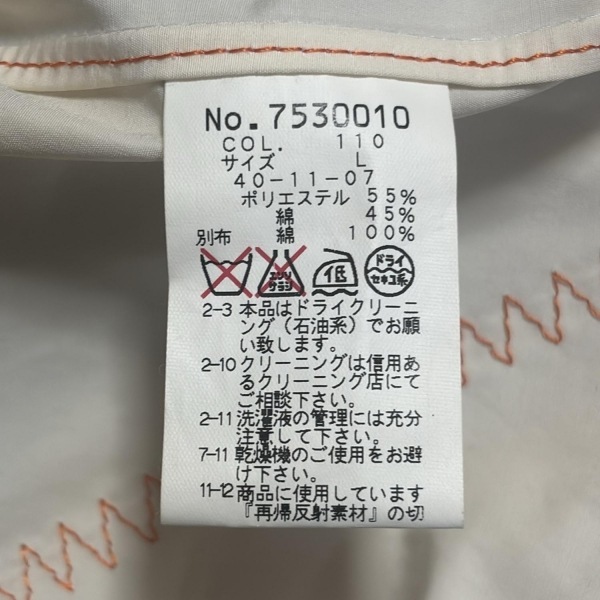 No.7530010
COL. 110
サイズ L
40-11-07
ポリエステル 55%
綿 45%
別布 綿 100%
エンソサラシ 低 ドライ セキユ系
2-3 本品はドライクリーニ
ング（石油系）でお願
い致します。
2-10 クリーニングは信用あ
るクリーニング店にて
ご相談下さい。
2-11 洗濯液の管理には充分
注意して下さい。
7-11 乾燥機のご使用をお避
け下さい。
11-12 商品に使用しています
『再帰反射素材』の切